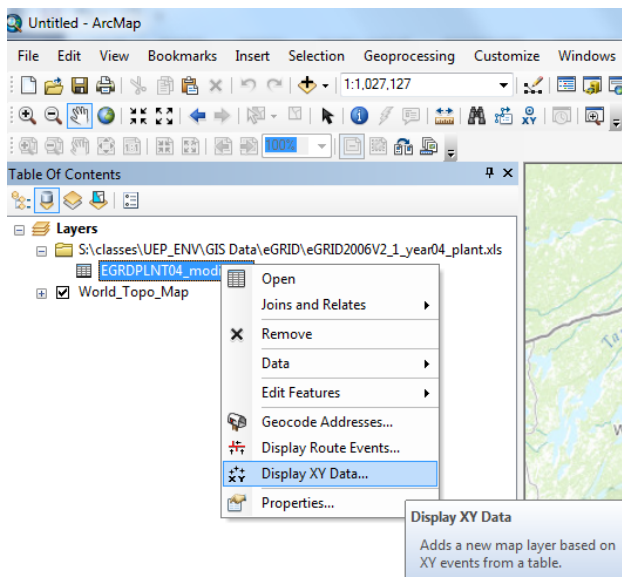 Untitled - ArcMap
File Edit View Bookmarks Insert Selection Geoprocessing Customize Windows
1:1,027,127
XY
100%
Table Of Contents
Layers
S:\classes\UEP_ENV\GIS Data\eGRID\eGRID2006V2_1_year04_plant.xls
EGRDPLNT04_modi
World_Topo_Map
Open
Joins and Relates
Remove
Data
Edit Features
Geocode Addresses...
Display Route Events...
XY Display XY Data...
Properties...
Display XY Data
Adds a new map layer based on
XY events from a table.